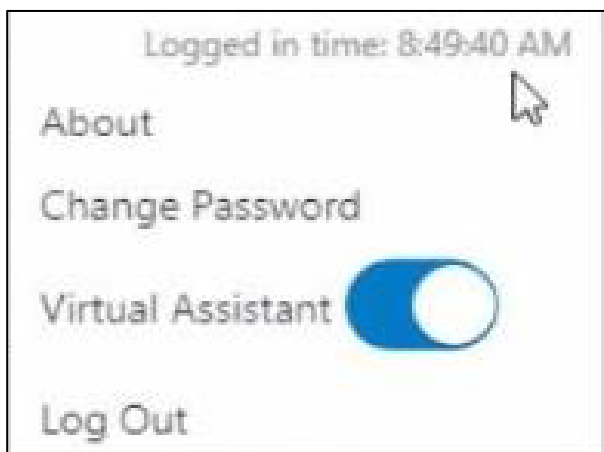 Logged in time: 8:49:40 AM
About
Change Password
Virtual Assistant
Log Out